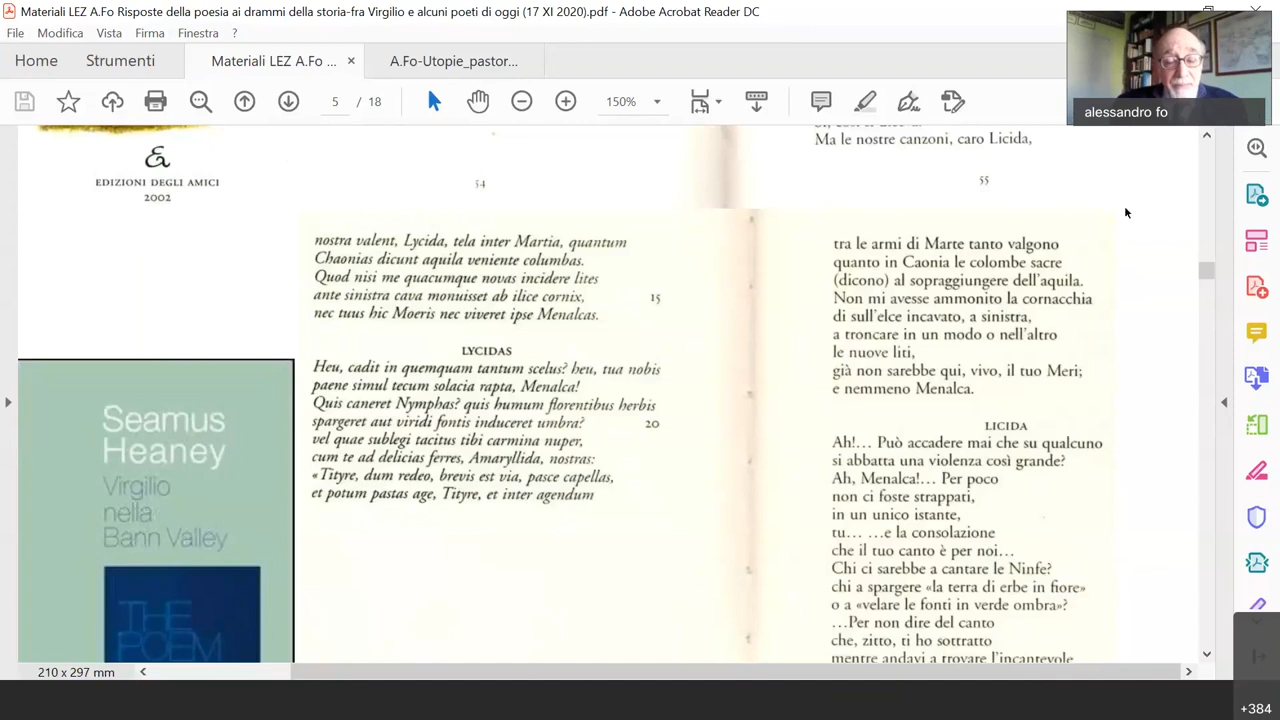 Materiali LEZ A.Fo Risposte della poesia ai drammi della storia-fra Virgilio e alcuni poeti di oggi (17 XI 2020).pdf - Adobe Acrobat Reader DC
File Modifica Vista Firma Finestra ?
Home Strumenti Materiali LEZ A.Fo ... × A.Fo-Utopie_pastor...
5 / 18 150%
alessandro fo
Ma le nostre canzoni, caro Licida,
EDIZIONI DEGLI AMICI
2002
54
55
nostra valent, Lycida, tela inter Martia, quantum
Chaonias dicunt aquila veniente columbas.
Quod nisi me quacumque novas incidere lites
ante sinistra cava monuisset ab ilice cornix, 15
nec tuus hic Moeris nec viveret ipse Menalcas.
LYCIDAS
Heu, cadit in quemquam tantum scelus? heu, tua nobis
paene simul tecum solacia rapta, Menalca!
Quis caneret Nymphas? quis humum florentibus herbis
spargeret aut viridi fontis induceret umbra? 20
vel quae sublegi tacitus tibi carmina nuper,
cum te ad delicias ferres, Amaryllida, nostras:
«Tityre, dum redeo, brevis est via, pasce capellas,
et potum pastas age, Tityre, et inter agendum
tra le armi di Marte tanto valgono
quanto in Caonia le colombe sacre
(dicono) al sopraggiungere dell'aquila.
Non mi avesse ammonito la cornacchia
di sull'elce incavato, a sinistra,
a troncare in un modo o nell'altro
le nuove liti,
già non sarebbe qui, vivo, il tuo Meri;
e nemmeno Menalca.
LICIDA
Ah!... Può accadere mai che su qualcuno
si abbatta una violenza così grande?
Ah, Menalca!... Per poco
non ci foste strappati,
in un unico istante,
tu... ...e la consolazione
che il tuo canto è per noi...
Chi ci sarebbe a cantare le Ninfe?
chi a spargere «la terra di erbe in fiore»
o a «velare le fonti in verde ombra»?
...Per non dire del canto
che, zitto, ti ho sottratto
mentre andavi a trovare l'incantevole
Seamus
Heaney
Virgilio
nella
Bann Valley
THE
POEM
210 x 297 mm
+384